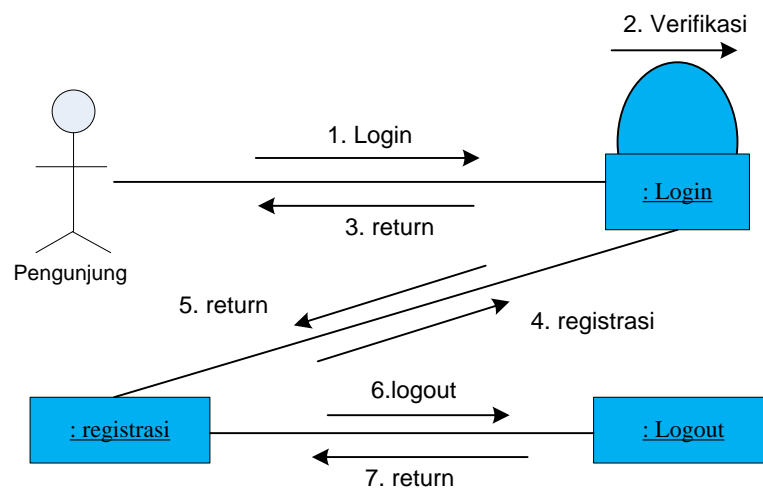 2. Verifikasi
1. Login
: Login
3. return
Pengunjung
5. return
4. registrasi
6.logout
: registrasi
: Logout
7. return